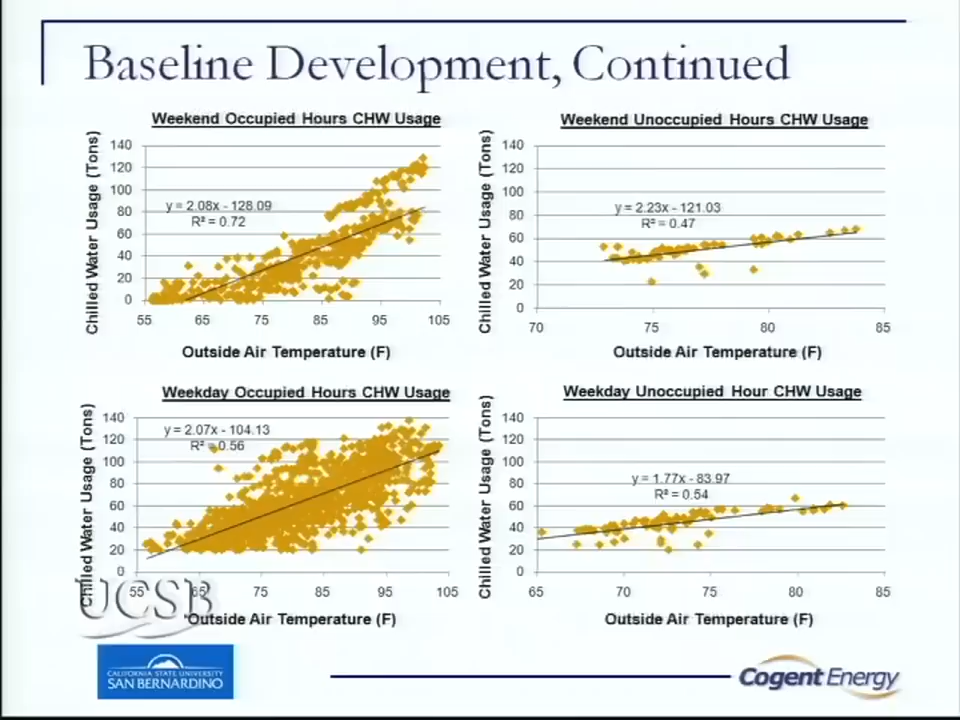 Baseline Development, Continued
Weekend Occupied Hours CHW Usage
Chilled Water Usage (Tons)
140
120
100
80
60
40
20
0
y = 2.08x - 128.09
R² = 0.72
55 65 75 85 95 105
Outside Air Temperature (F)
Weekend Unoccupied Hours CHW Usage
Chilled Water Usage (Tons)
140
120
100
80
60
40
20
0
y = 2.23x - 121.03
R² = 0.47
70 75 80 85
Outside Air Temperature (F)
Weekday Occupied Hours CHW Usage
Chilled Water Usage (Tons)
140
120
100
80
60
40
20
0
y = 2.07x - 104.13
R² = 0.56
55 65 75 85 95 105
Outside Air Temperature (F)
Weekday Unoccupied Hour CHW Usage
Chilled Water Usage (Tons)
140
120
100
80
60
40
20
0
y = 1.77x - 83.97
R² = 0.54
65 70 75 80 85
Outside Air Temperature (F)
UCSB
CALIFORNIA STATE UNIVERSITY
SAN BERNARDINO
Cogent Energy